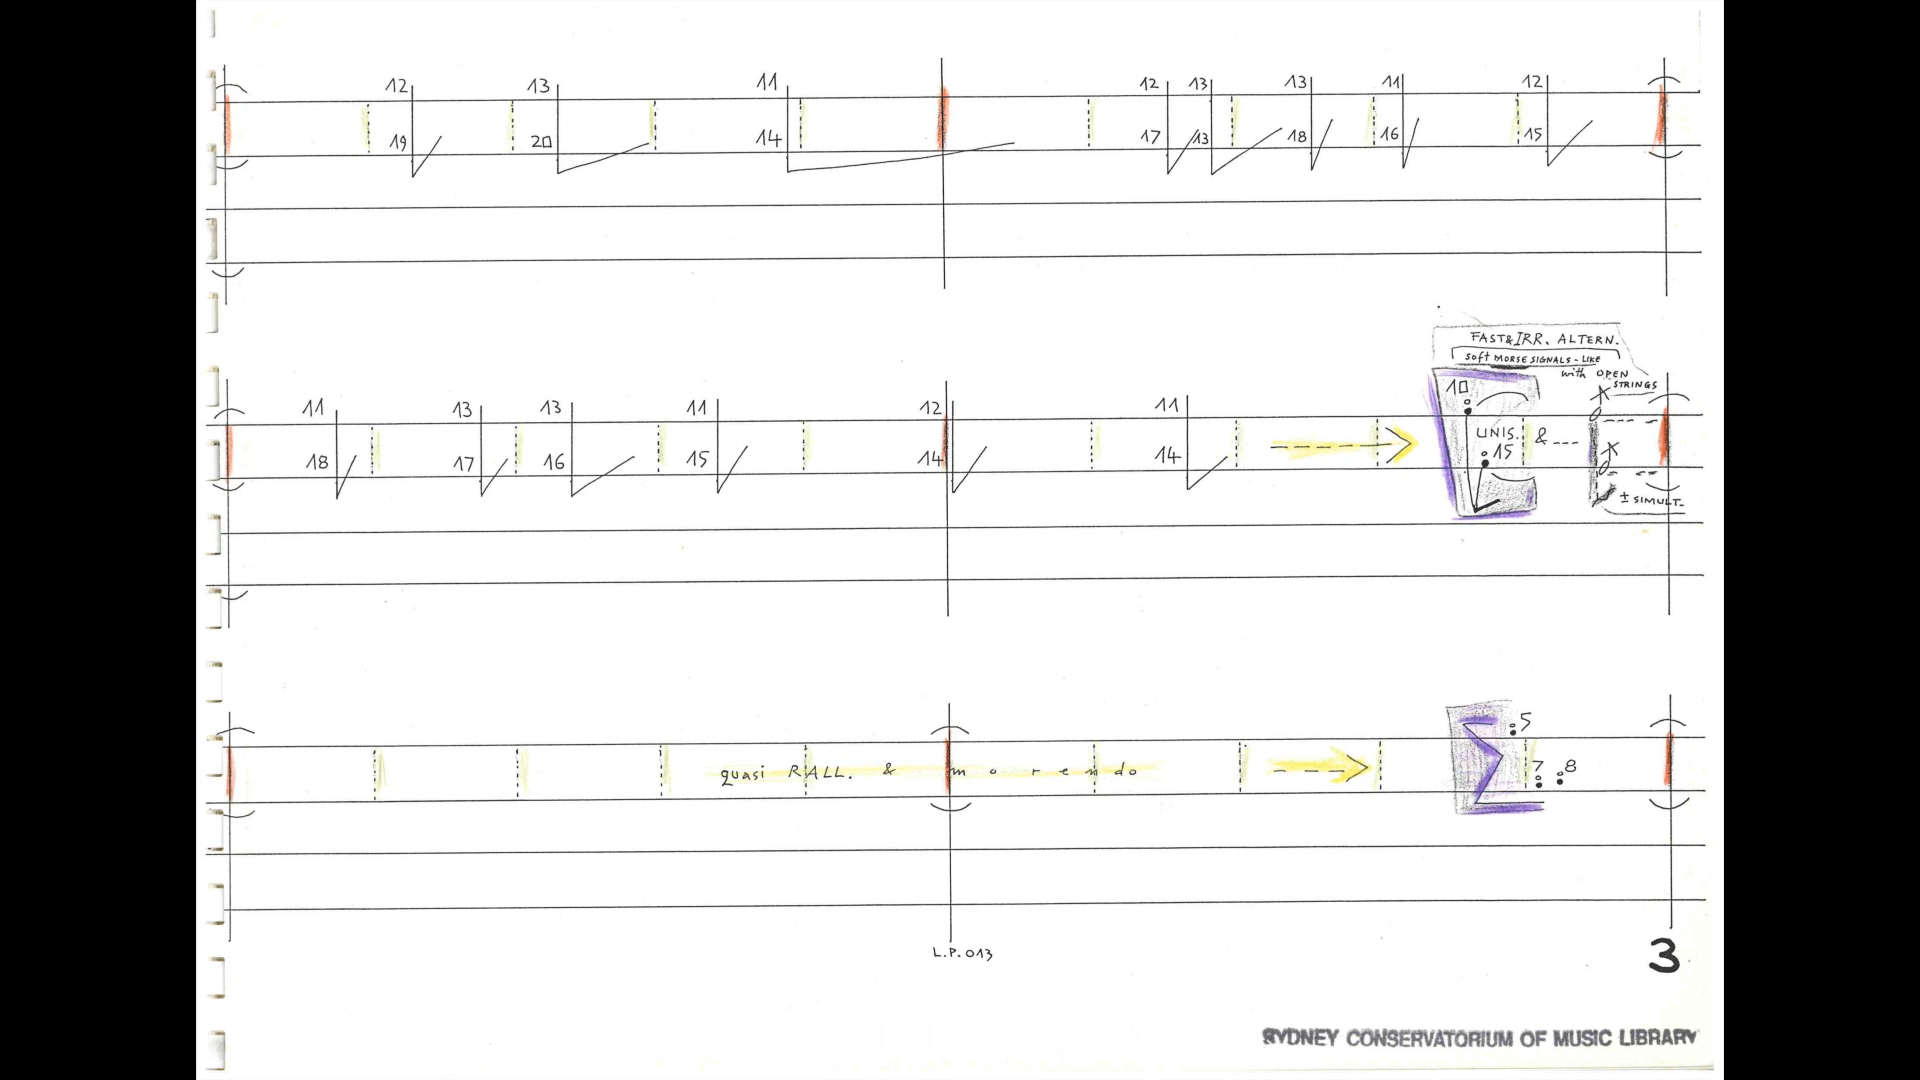 12 13 11 12 13 13 11 12
19 20 14 17 13 18 16 15
FAST & IRR. ALTERN.
soft MORSE SIGNALS - LIKE
with OPEN
STRINGS
10
11 13 13 11 12 11
UNIS. & ---
15
18 17 16 15 14 14
± SIMULT.
5
quasi RALL. & morendo
7 8
L.P. 013
3
SYDNEY CONSERVATORIUM OF MUSIC LIBRARY